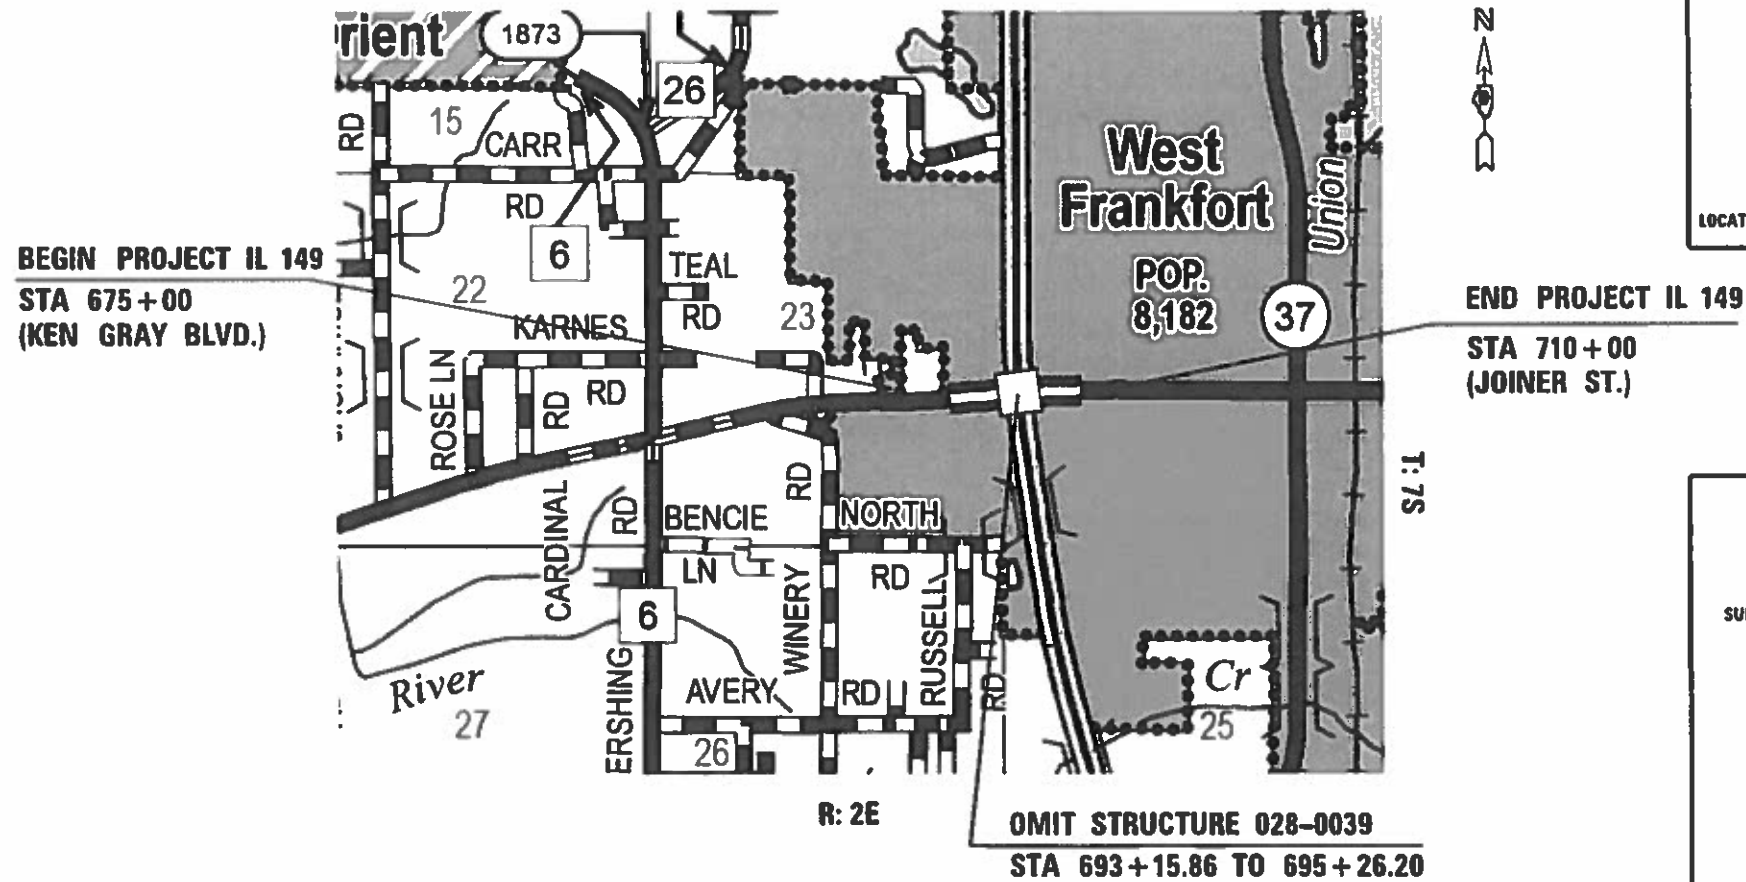 rient
1873
26
N
RD
15
CARR
West
Frankfort
Union
LOCAT
RD
6
BEGIN PROJECT IL 149
STA 675+00
(KEN GRAY BLVD.)
22
TEAL
RD
23
POP.
8,182
37
END PROJECT IL 149
STA 710+00
(JOINER ST.)
KARNES
RD
ROSE LN
RD
T: 7S
CARDINAL
RD
BENCIE
LN
RD
NORTH
RD
6
WINERY
RUSSELL
RD
SU
River
27
ERSHING
AVERY
RD
Cr
25
26
R: 2E
OMIT STRUCTURE 028-0039
STA 693+15.86 TO 695+26.20